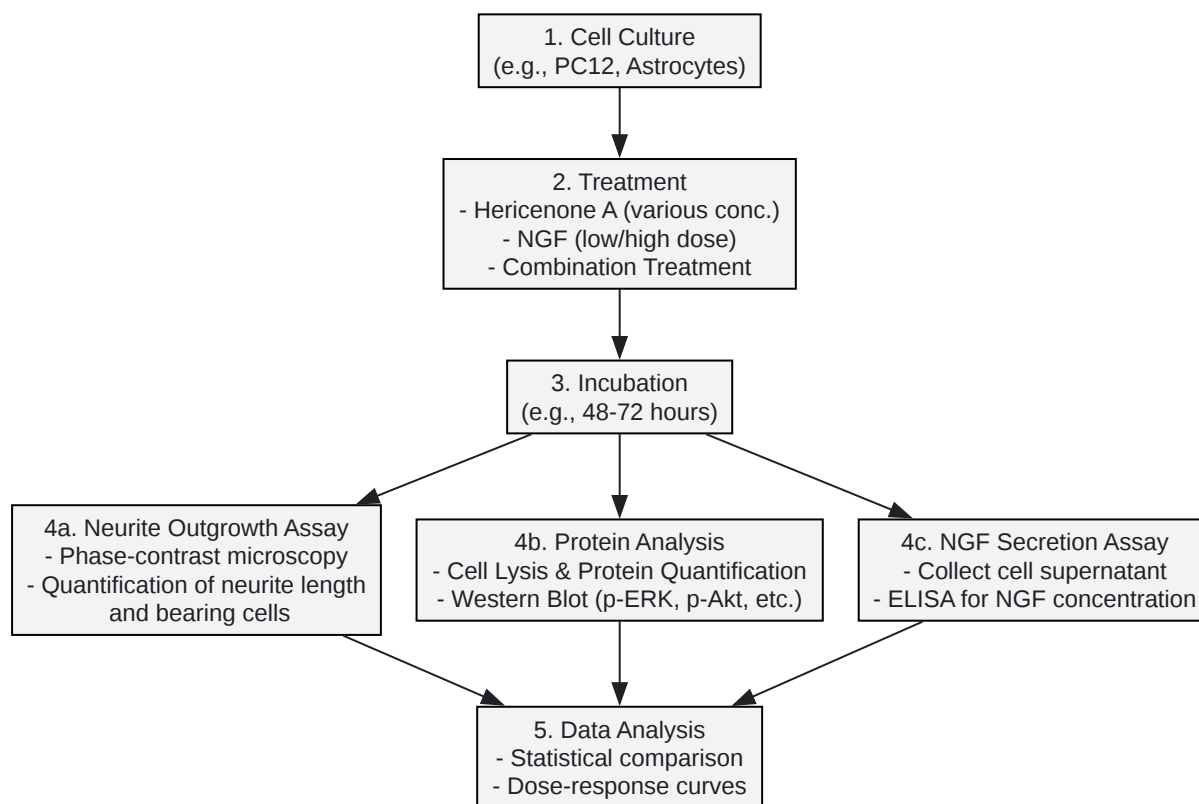 1. Cell Culture
(e.g., PC12, Astrocytes)
2. Treatment
- Hericenone A (various conc.)
- NGF (low/high dose)
- Combination Treatment
3. Incubation
(e.g., 48-72 hours)
4a. Neurite Outgrowth Assay
- Phase-contrast microscopy
- Quantification of neurite length
and bearing cells
4b. Protein Analysis
- Cell Lysis & Protein Quantification
- Western Blot (p-ERK, p-Akt, etc.)
4c. NGF Secretion Assay
- Collect cell supernatant
- ELISA for NGF concentration
5. Data Analysis
- Statistical comparison
- Dose-response curves